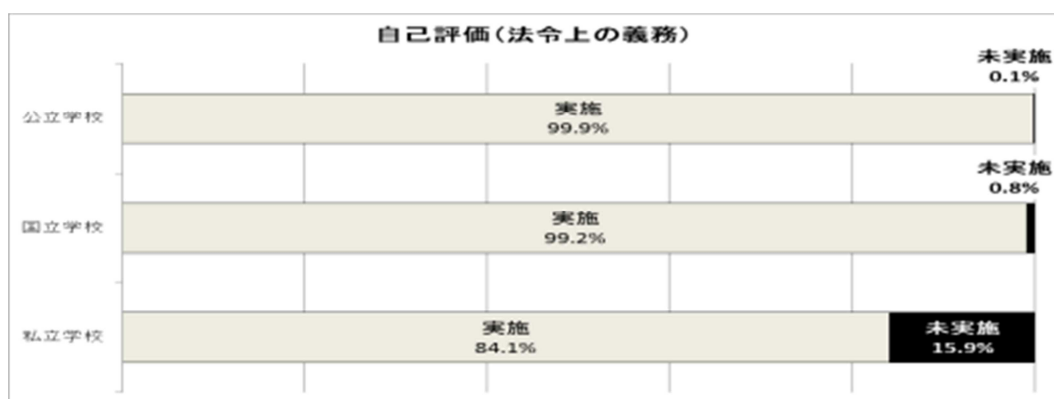 自己評価(法令上の義務)
未実施
0.1%
公立学校
実施
99.9%
未実施
0.8%
国立学校
実施
99.2%
私立学校
実施
84.1%
未実施
15.9%